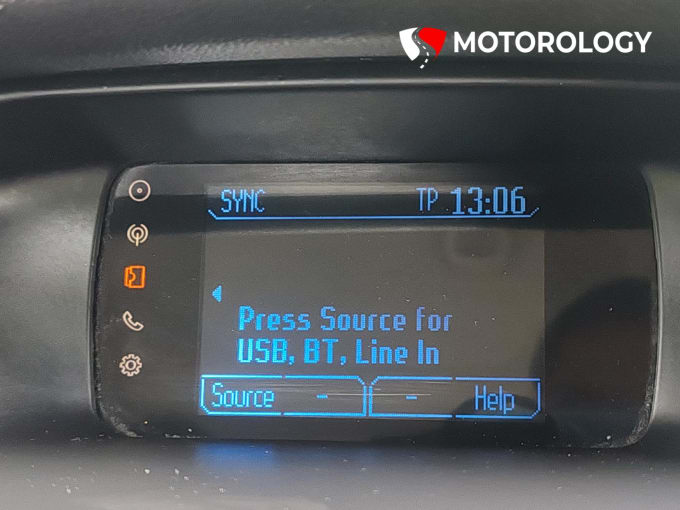 MOTOROLOGY
SYNC TP 13:06
Press Source for
USB, BT, Line In
Source - - Help